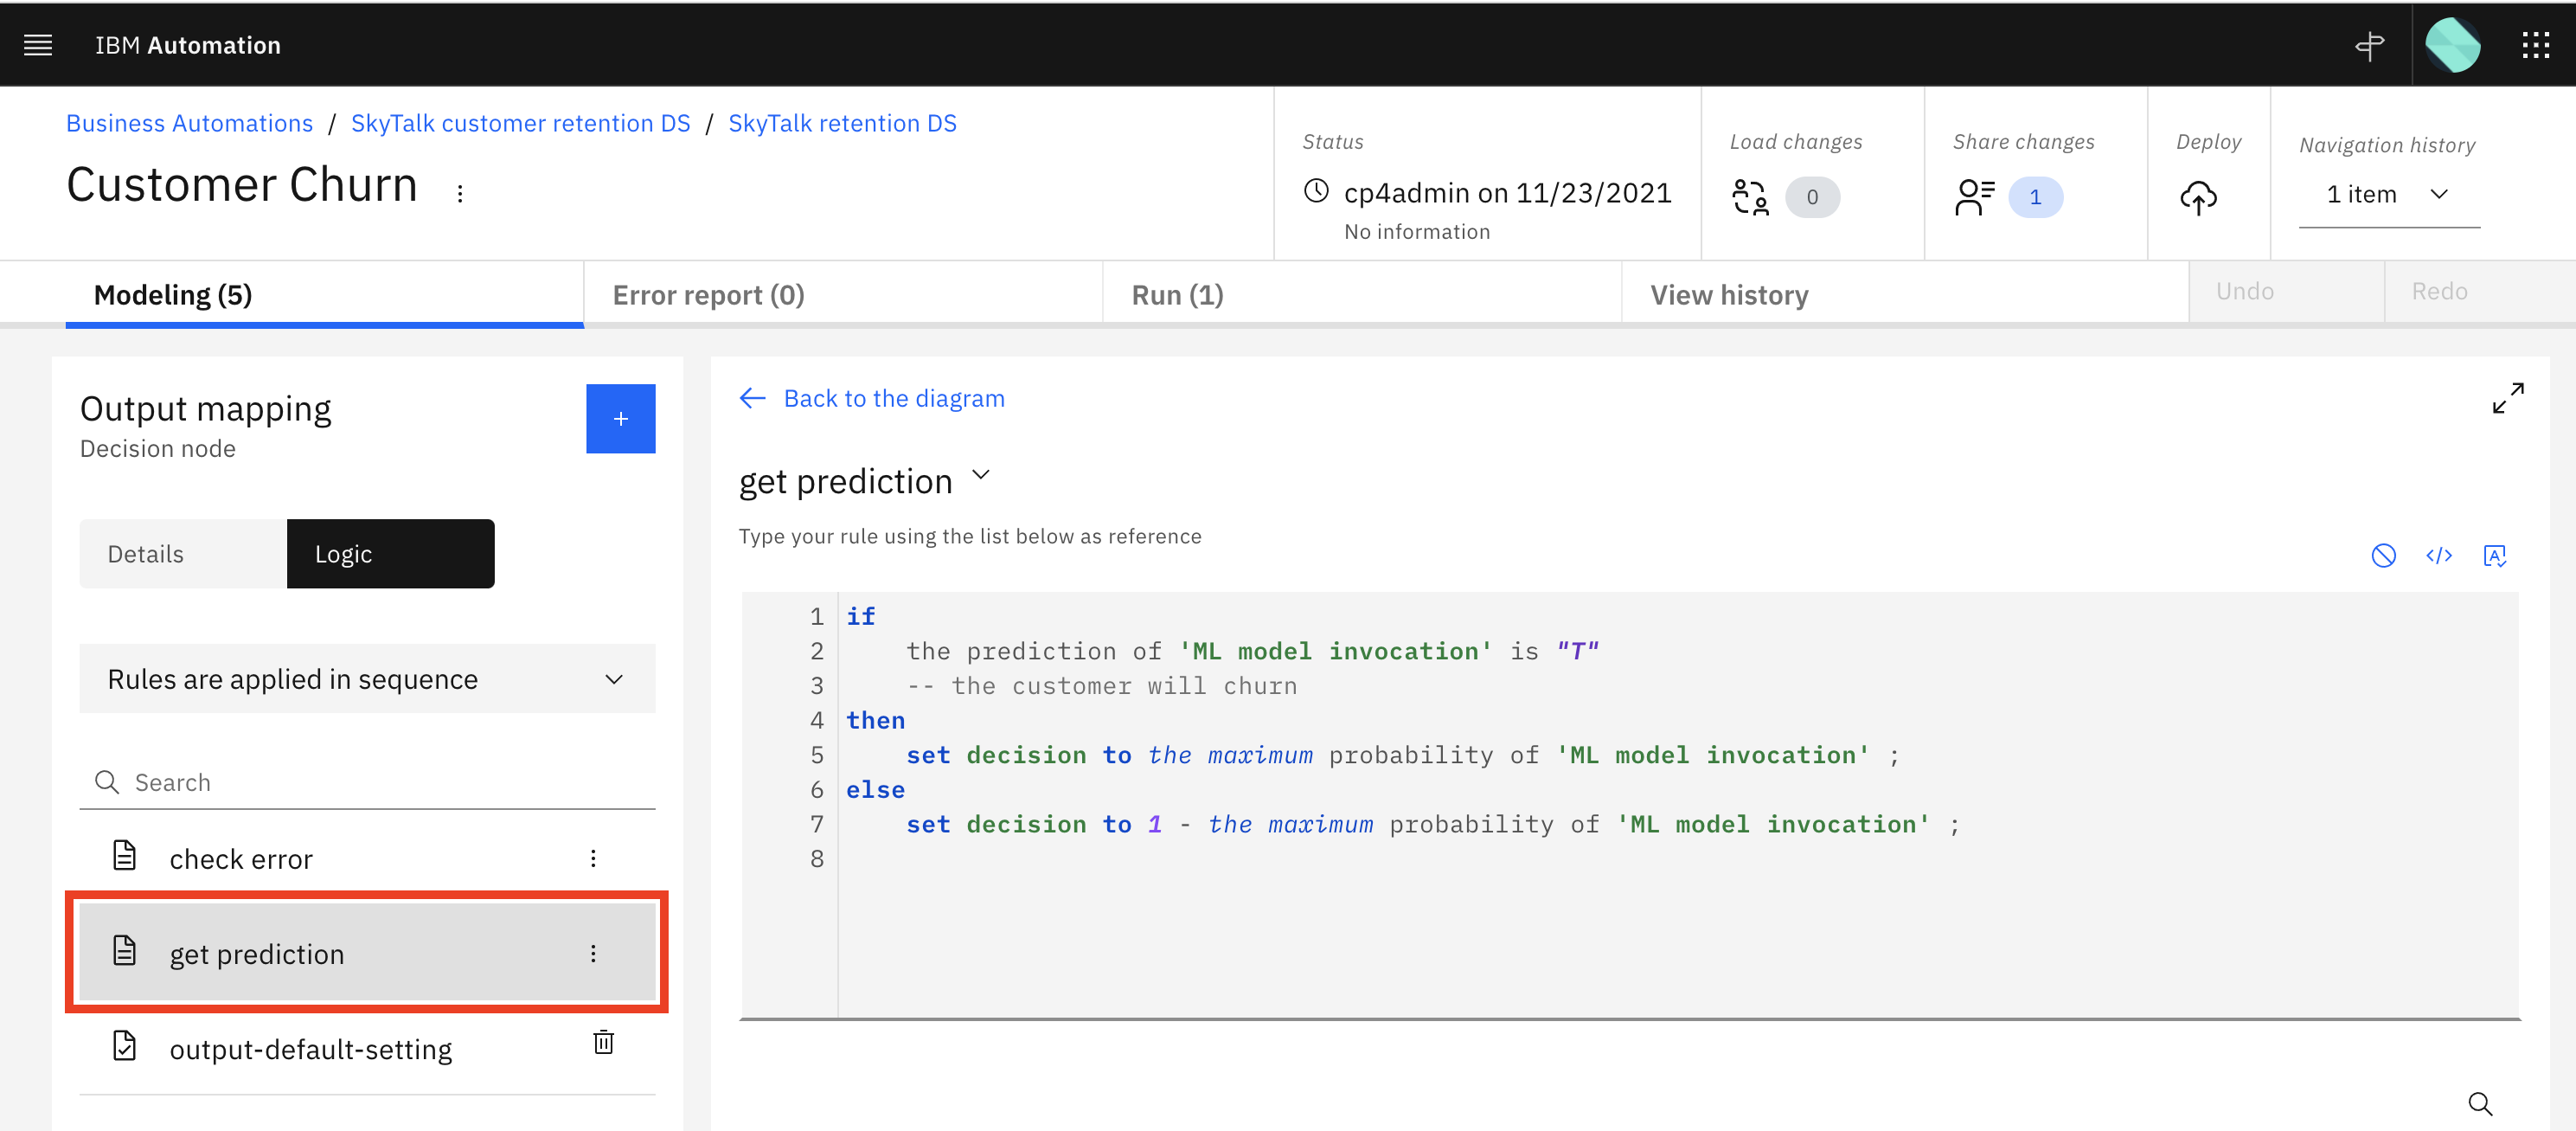 IBM Automation
Business Automations / SkyTalk customer retention DS / SkyTalk retention DS
Customer Churn
Status
cp4admin on 11/23/2021
No information
Load changes
0
Share changes
1
Deploy
Navigation history
1 item
Modeling (5)
Error report (0)
Run (1)
View history
Undo
Redo
Output mapping
Decision node
+
Details
Logic
Rules are applied in sequence
Search
check error
get prediction
output-default-setting
Back to the diagram
get prediction
Type your rule using the list below as reference
1 if
2 the prediction of 'ML model invocation' is "T"
3 -- the customer will churn
4 then
5 set decision to the maximum probability of 'ML model invocation' ;
6 else
7 set decision to 1 - the maximum probability of 'ML model invocation' ;
8